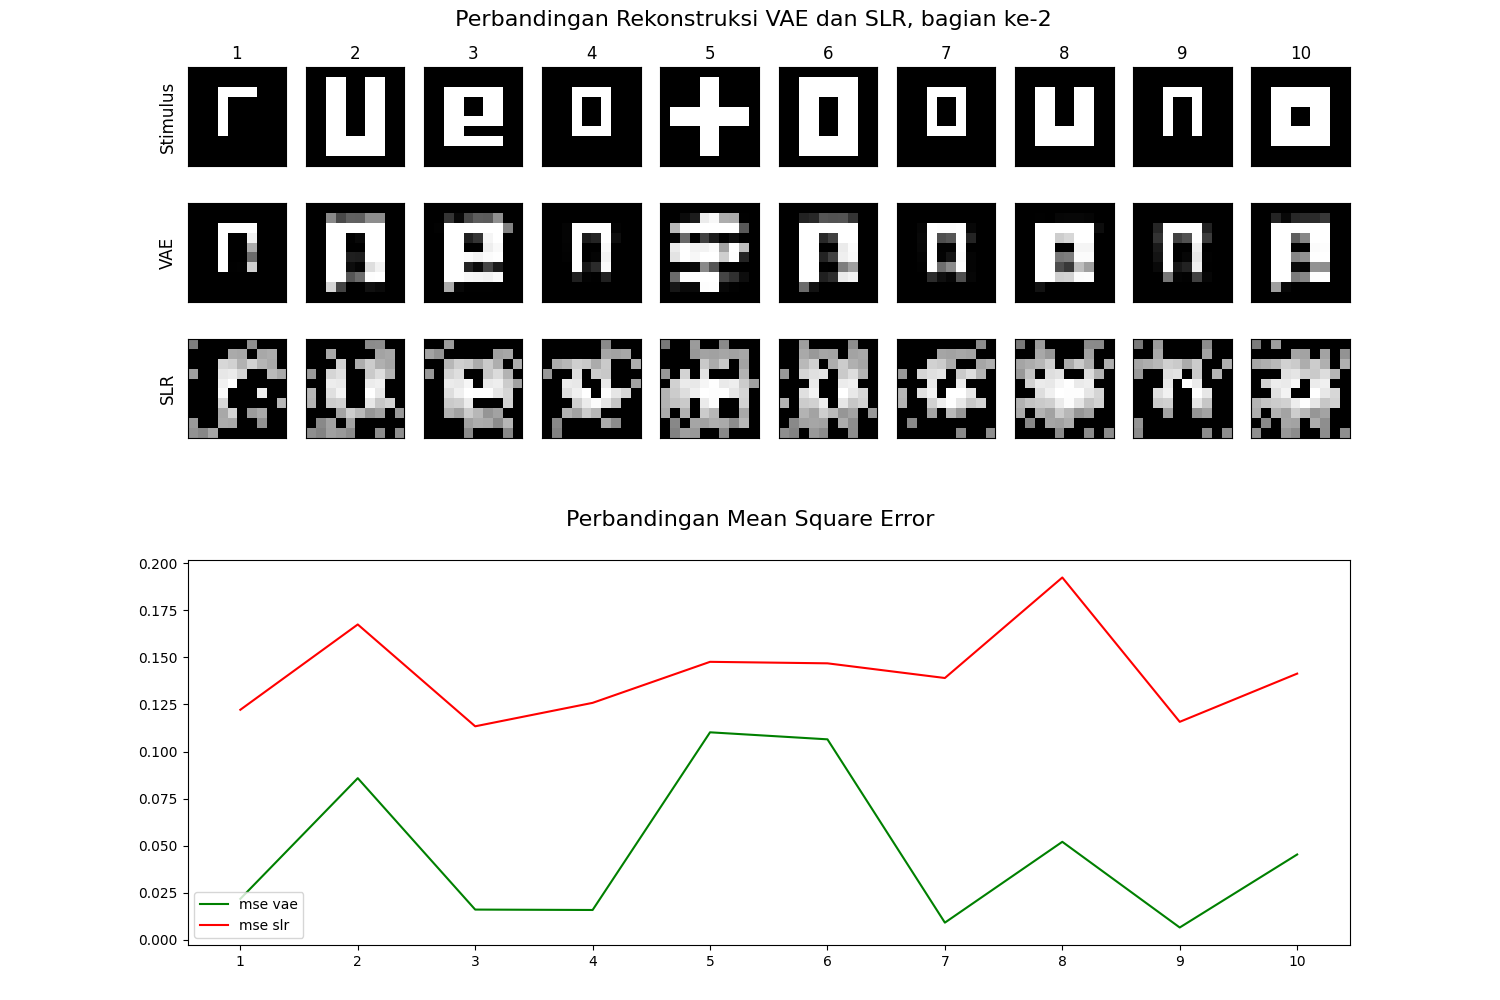 Perbandingan Rekonstruksi VAE dan SLR, bagian ke-2
1 2 3 4 5 6 7 8 9 10
Stimulus
VAE
SLR
Perbandingan Mean Square Error
0.200
0.175
0.150
0.125
0.100
0.075
0.050
0.025
0.000
mse vae
mse slr
1 2 3 4 5 6 7 8 9 10